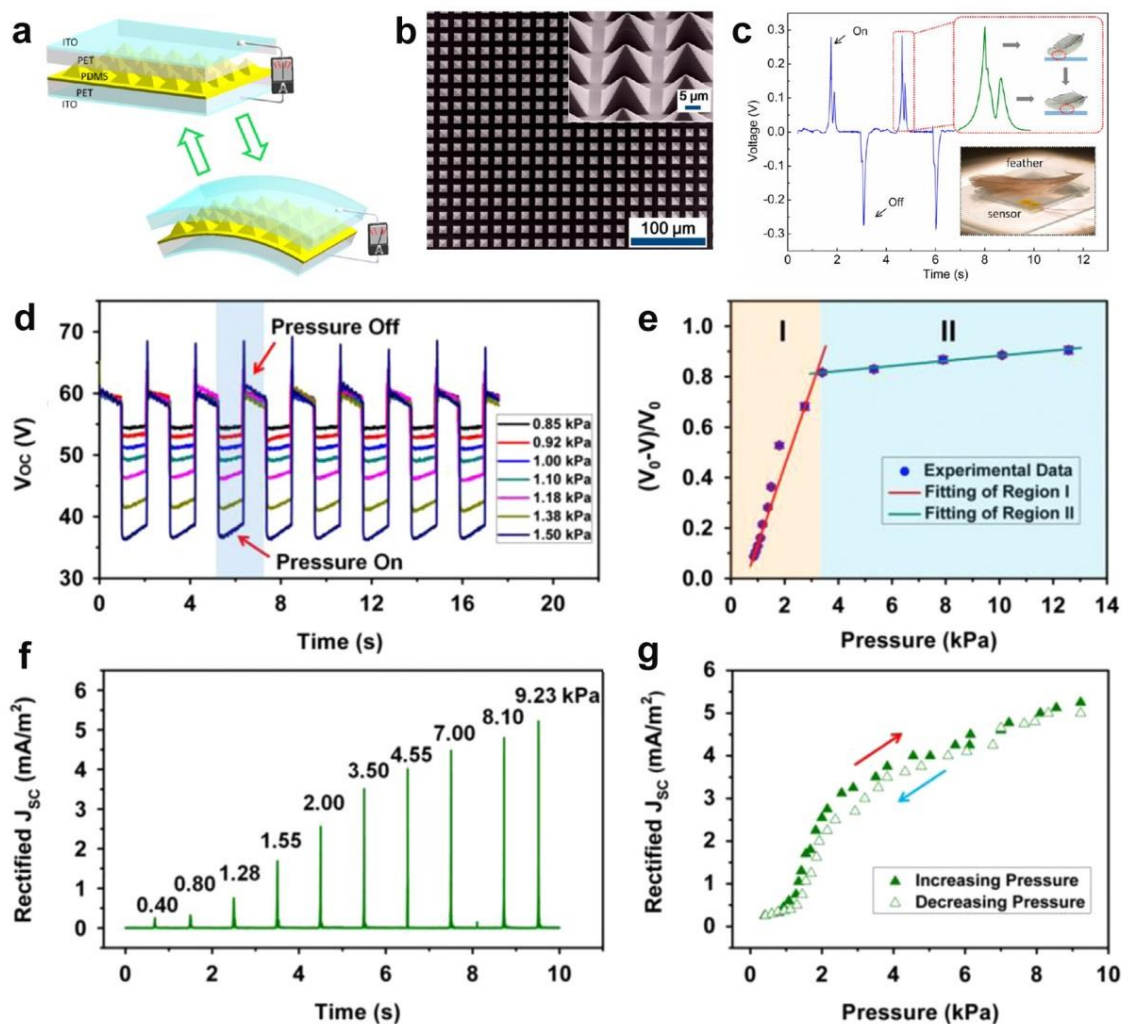 a
ITO
PET
PDMS
PET
ITO
A
A
b
5 µm
100 µm
c
0.3
0.2
0.1
0.0
-0.1
-0.2
-0.3
Voltage (V)
On
Off
feather
sensor
0 2 4 6 8 10 12
Time (s)
d
70
60
50
40
30
Voc (V)
Pressure Off
Pressure On
0.85 kPa
0.92 kPa
1.00 kPa
1.10 kPa
1.18 kPa
1.38 kPa
1.50 kPa
0 4 8 12 16 20
Time (s)
e
1.0
0.8
0.6
0.4
0.2
0.0
(V0-V)/V0
I
II
Experimental Data
Fitting of Region I
Fitting of Region II
0 2 4 6 8 10 12 14
Pressure (kPa)
f
6
5
4
3
2
1
0
Rectified JSC (mA/m²)
0.40
0.80
1.28
1.55
2.00
3.50
4.55
7.00
8.10
9.23 kPa
0 2 4 6 8 10
Time (s)
g
6
5
4
3
2
1
0
Rectified JSC (mA/m²)
Increasing Pressure
Decreasing Pressure
0 2 4 6 8 10
Pressure (kPa)